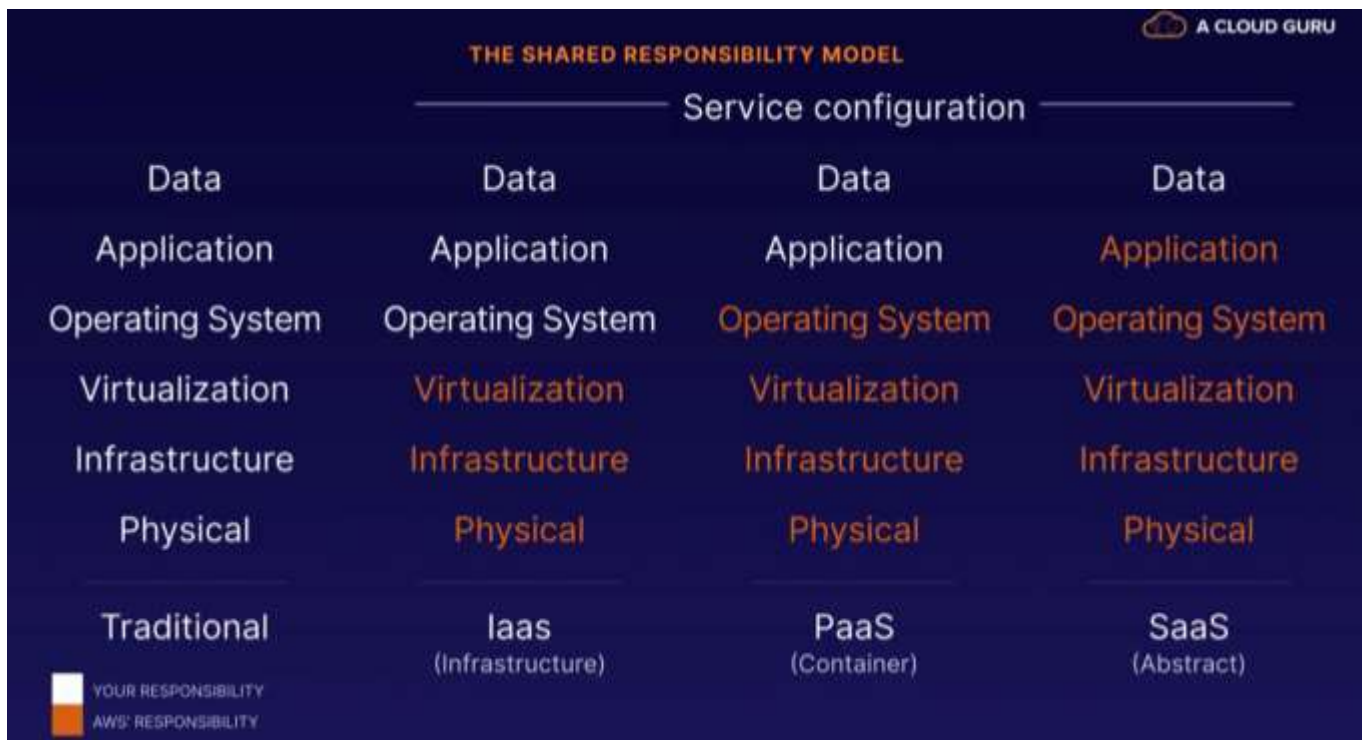 A CLOUD GURU
THE SHARED RESPONSIBILITY MODEL
Service configuration
Data Data Data Data
Application Application Application Application
Operating System Operating System Operating System Operating System
Virtualization Virtualization Virtualization Virtualization
Infrastructure Infrastructure Infrastructure Infrastructure
Physical Physical Physical Physical
Traditional Iaas PaaS SaaS
(Infrastructure) (Container) (Abstract)
YOUR RESPONSIBILITY
AWS' RESPONSIBILITY